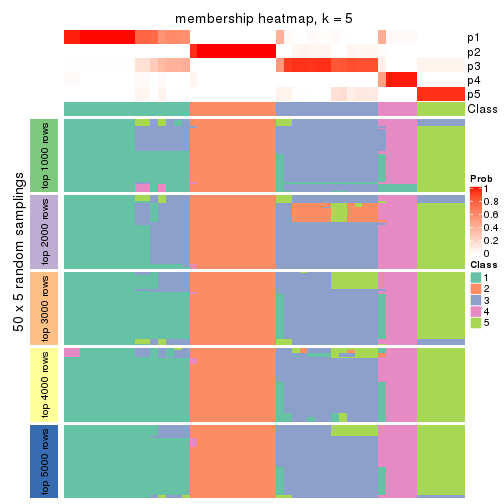 membership heatmap, k = 5
p1
p2
p3
p4
p5
Class
50 x 5 random samplings
top 1000 rows
top 2000 rows
top 3000 rows
top 4000 rows
top 5000 rows
Prob
1
0.8
0.6
0.4
0.2
0
Class
1
2
3
4
5